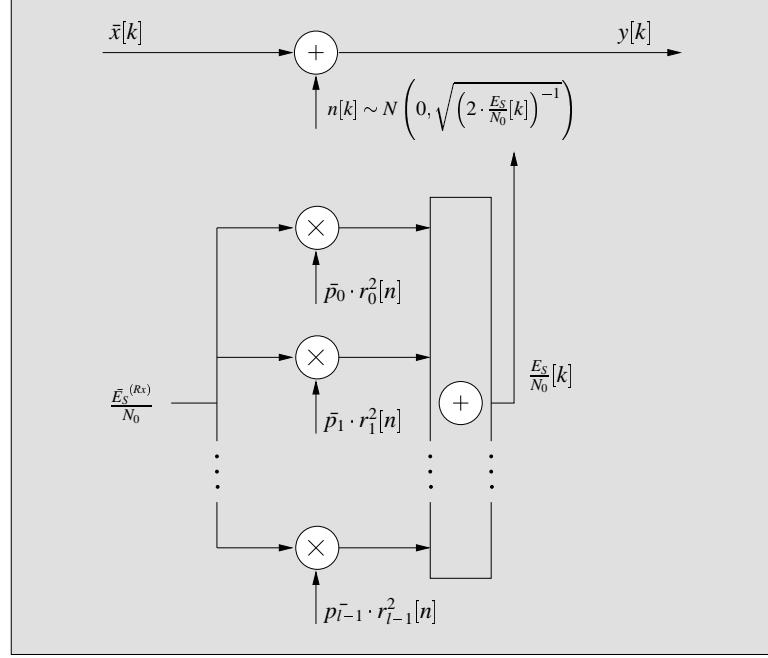 x̄[k] + y[k]
n[k] ∼ N(0, √((2 · E_S/N_0[k])^{-1}))
×
p̄_0 · r_0^2[n]
×
E_S/N_0[k]
Ē_S^{(Rx)}/N_0
+
p̄_1 · r_1^2[n]
×
p̄_{l−1} · r_{l−1}^2[n]